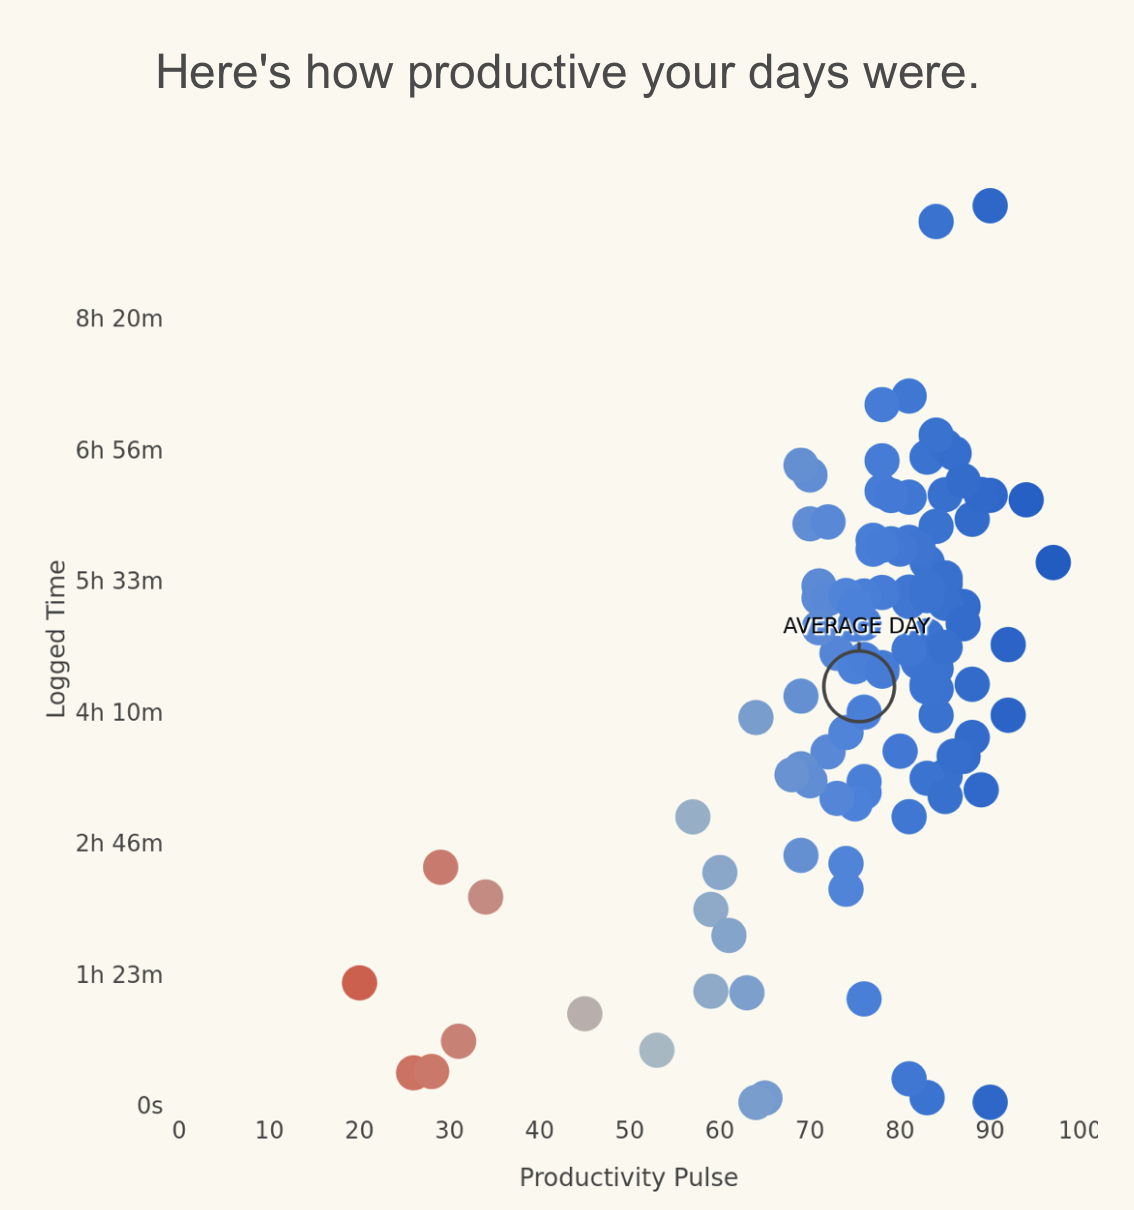 Here's how productive your days were.
8h 20m
6h 56m
5h 33m
AVERAGE DAY
4h 10m
2h 46m
1h 23m
0s
Logged Time
0 10 20 30 40 50 60 70 80 90 100
Productivity Pulse